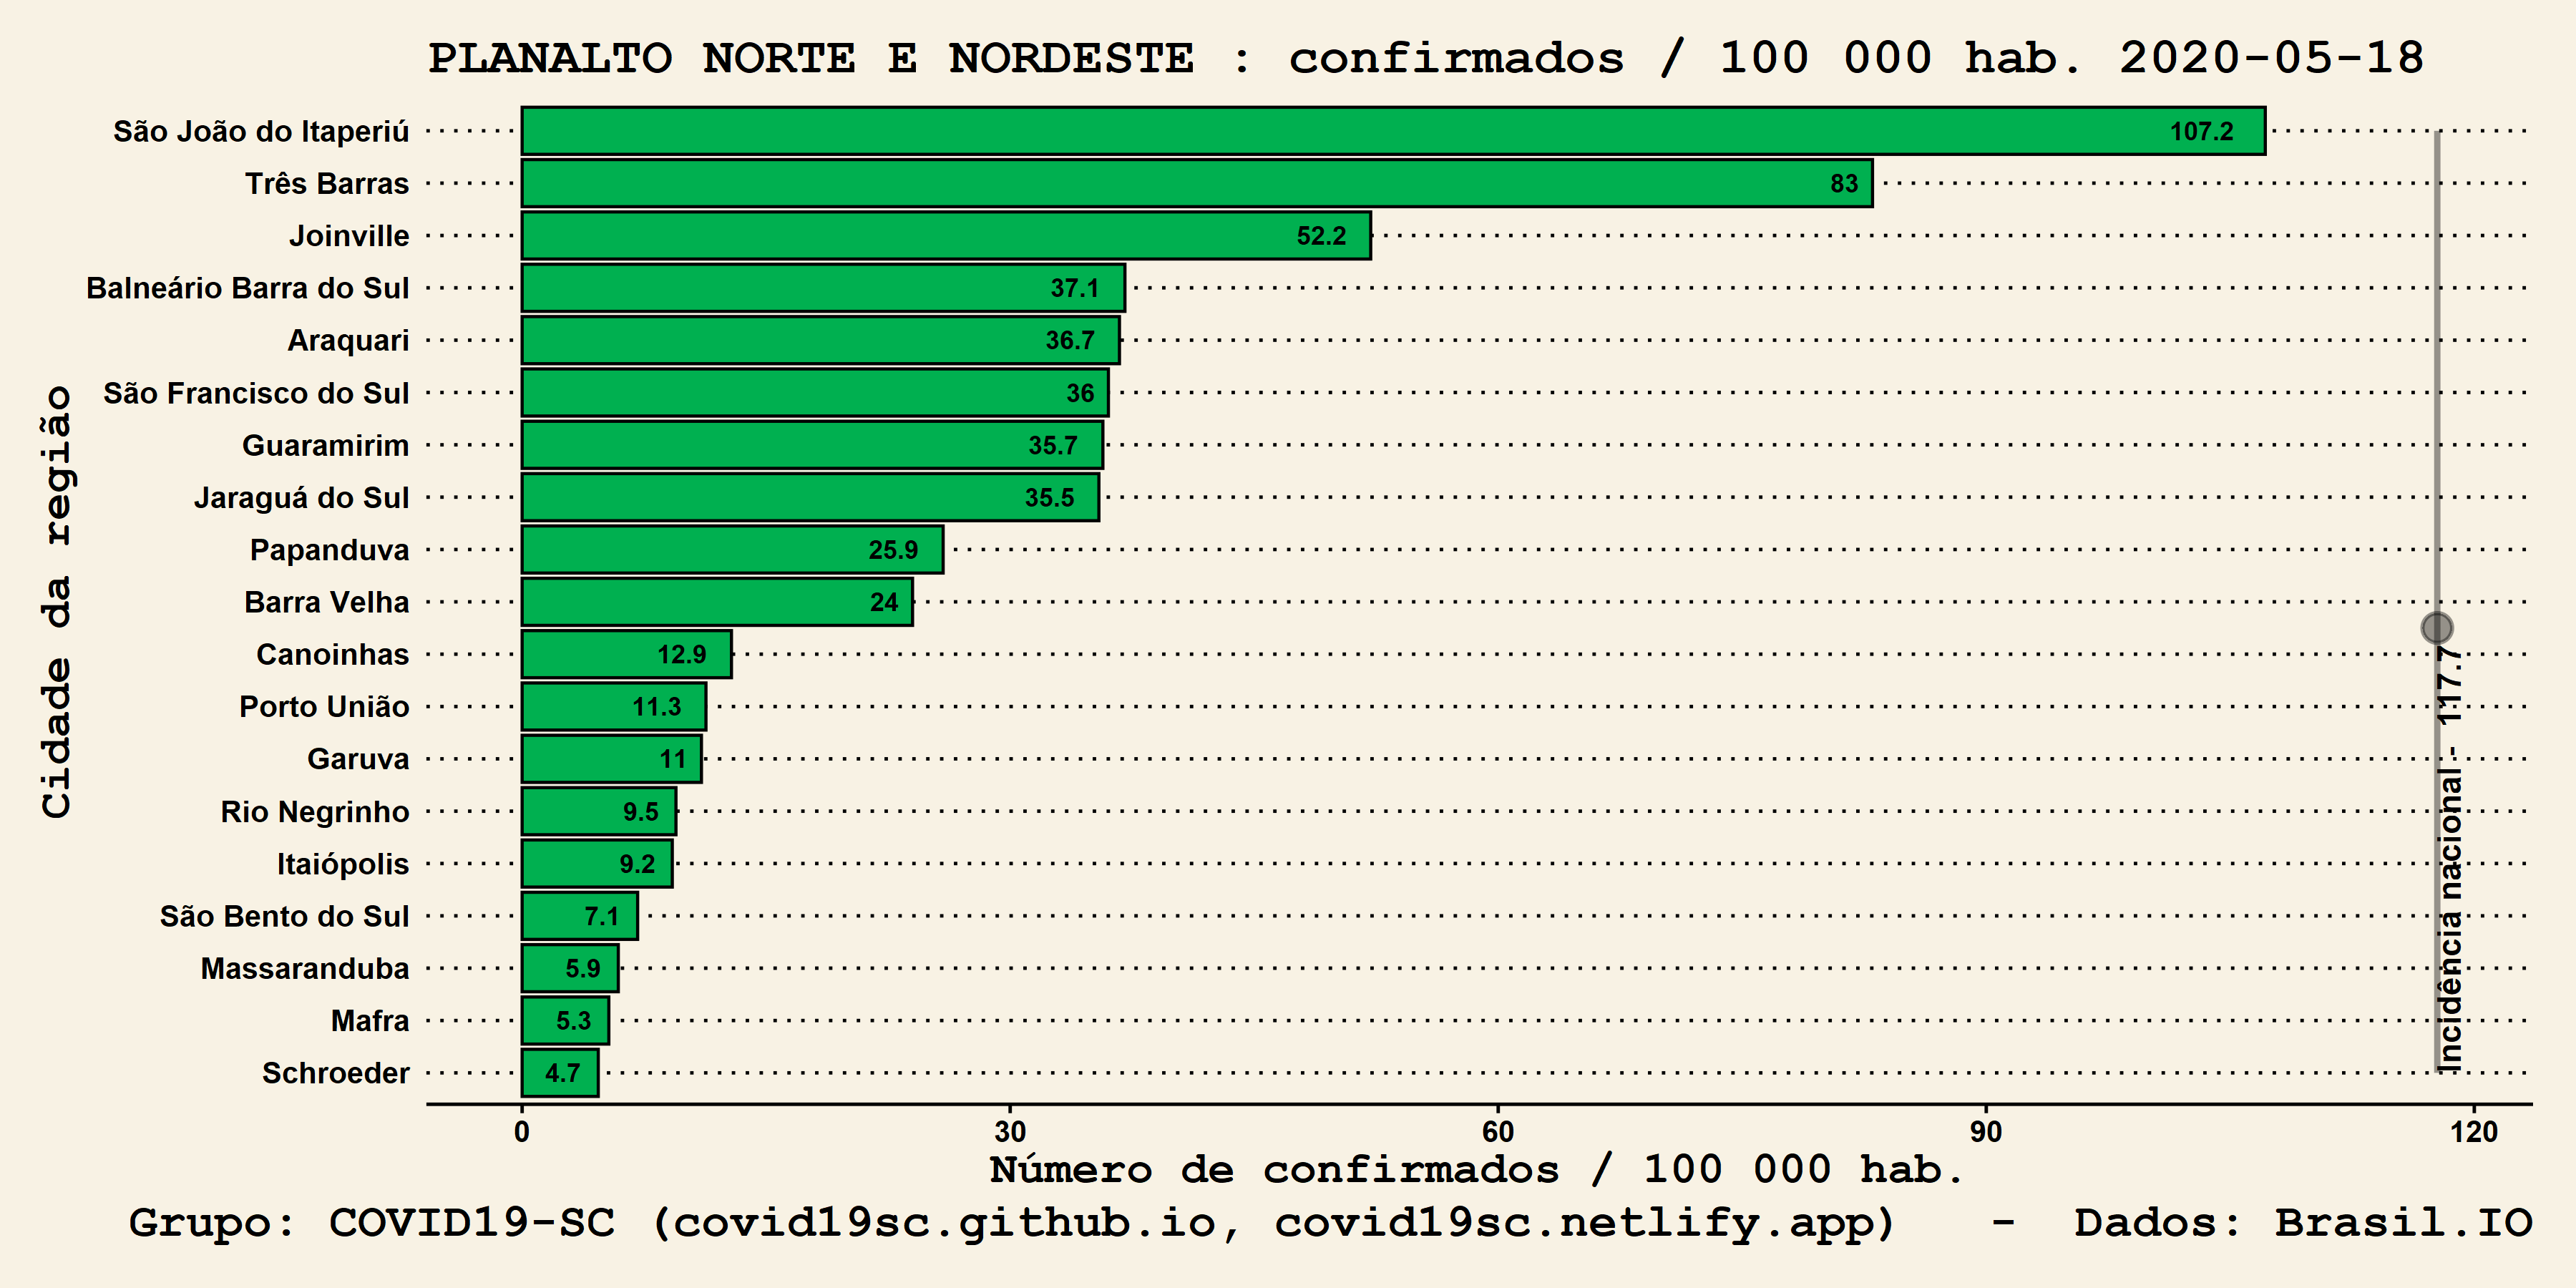 PLANALTO NORTE E NORDESTE : confirmados / 100 000 hab. 2020-05-18
Cidade da região
São João do Itaperiú 107.2
Três Barras 83
Joinville 52.2
Balneário Barra do Sul 37.1
Araquari 36.7
São Francisco do Sul 36
Guaramirim 35.7
Jaraguá do Sul 35.5
Papanduva 25.9
Barra Velha 24
Canoinhas 12.9
Porto União 11.3
Garuva 11
Rio Negrinho 9.5
Itaiópolis 9.2
São Bento do Sul 7.1
Massaranduba 5.9
Mafra 5.3
Schroeder 4.7
Incidência nacional - 117.7
0 30 60 90 120
Número de confirmados / 100 000 hab.
Grupo: COVID19-SC (covid19sc.github.io, covid19sc.netlify.app) - Dados: Brasil.IO